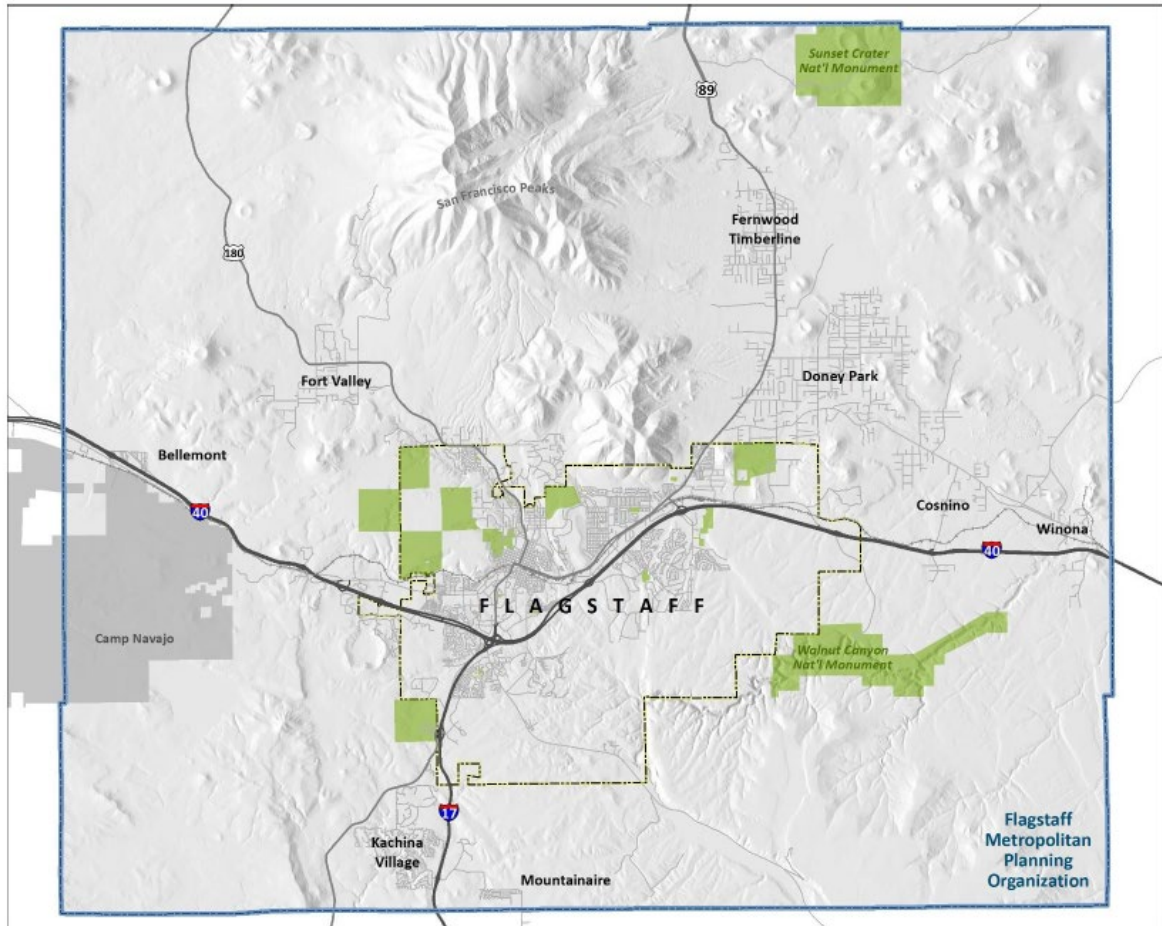 Sunset Crater
Nat'l Monument
89
San Francisco Peaks
Fernwood
Timberline
180
Fort Valley
Doney Park
Bellemont
40
Cosnino
Winona
40
FLAGSTAFF
Camp Navajo
Walnut Canyon
Nat'l Monument
17
Kachina
Village
Mountainaire
Flagstaff
Metropolitan
Planning
Organization